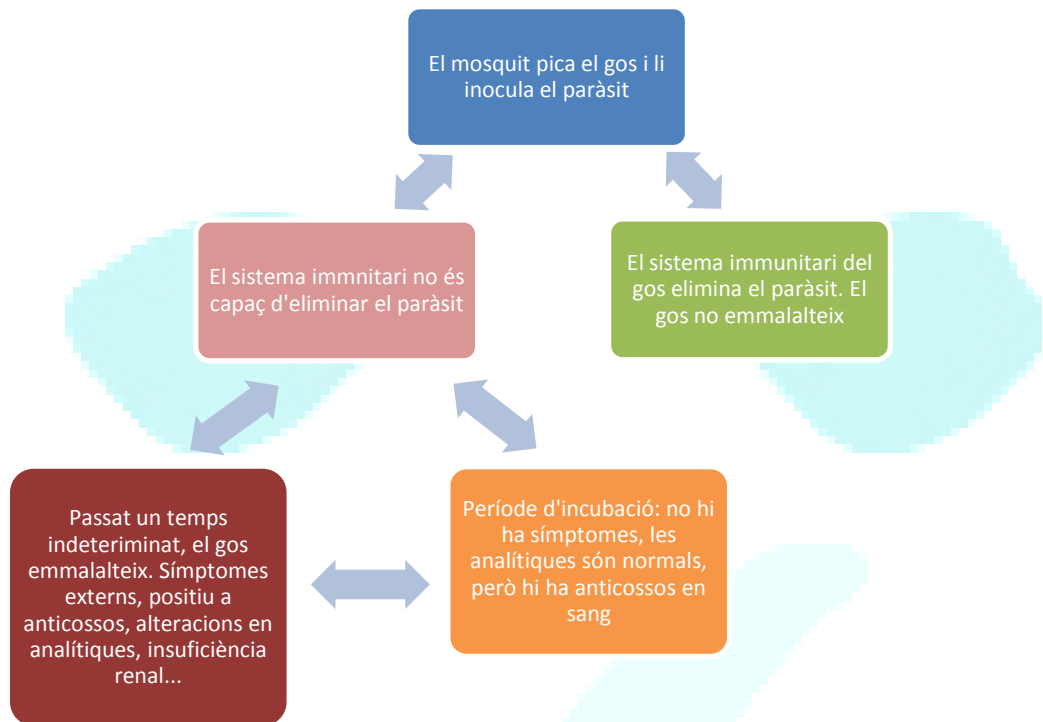 El mosquit pica el gos i li
inocula el paràsit
El sistema immnitari no és
capaç d'eliminar el paràsit
El sistema immunitari del
gos elimina el paràsit. El
gos no emmalalteix
Passat un temps
indeteriminat, el gos
emmalalteix. Símptomes
externs, positiu a
anticossos, alteracions en
analítiques, insuficiència
renal...
Període d'incubació: no hi
ha símptomes, les
analítiques són normals,
però hi ha anticossos en
sang